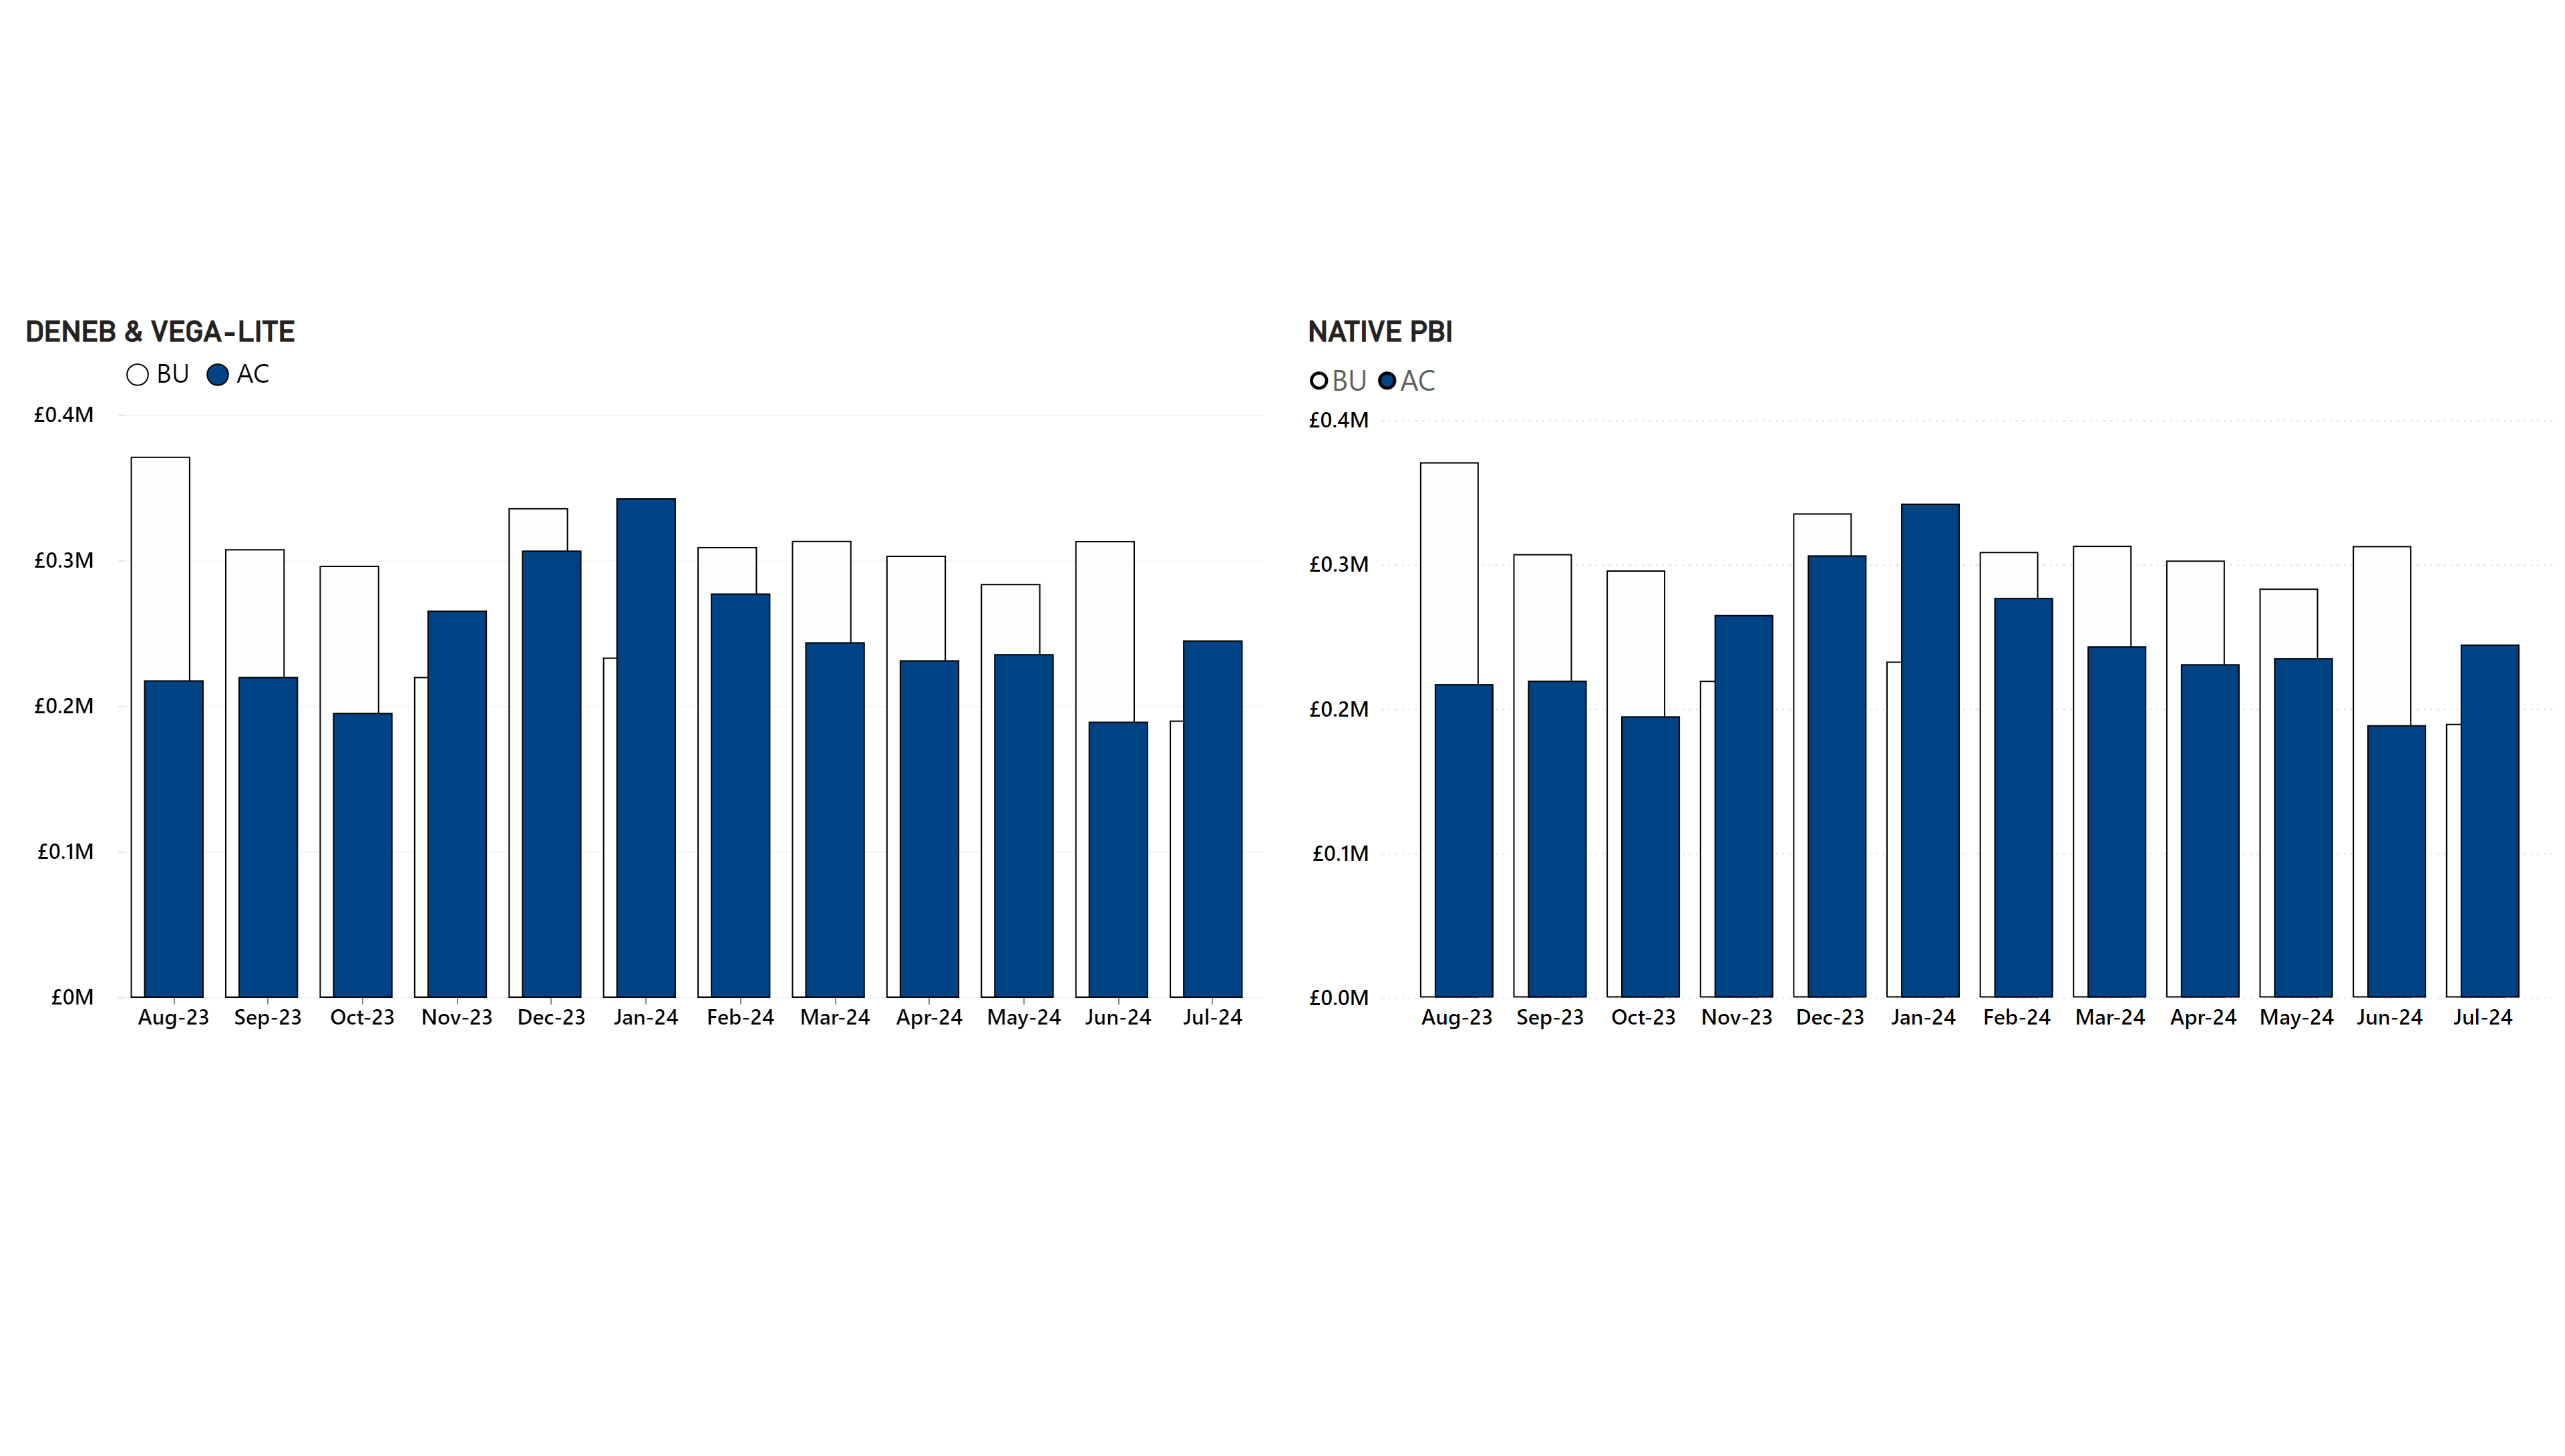 DENEB & VEGA-LITE
BU AC
£0.4M
£0.3M
£0.2M
£0.1M
£0M
Aug-23 Sep-23 Oct-23 Nov-23 Dec-23 Jan-24 Feb-24 Mar-24 Apr-24 May-24 Jun-24 Jul-24
NATIVE PBI
BU AC
£0.4M
£0.3M
£0.2M
£0.1M
£0.0M
Aug-23 Sep-23 Oct-23 Nov-23 Dec-23 Jan-24 Feb-24 Mar-24 Apr-24 May-24 Jun-24 Jul-24